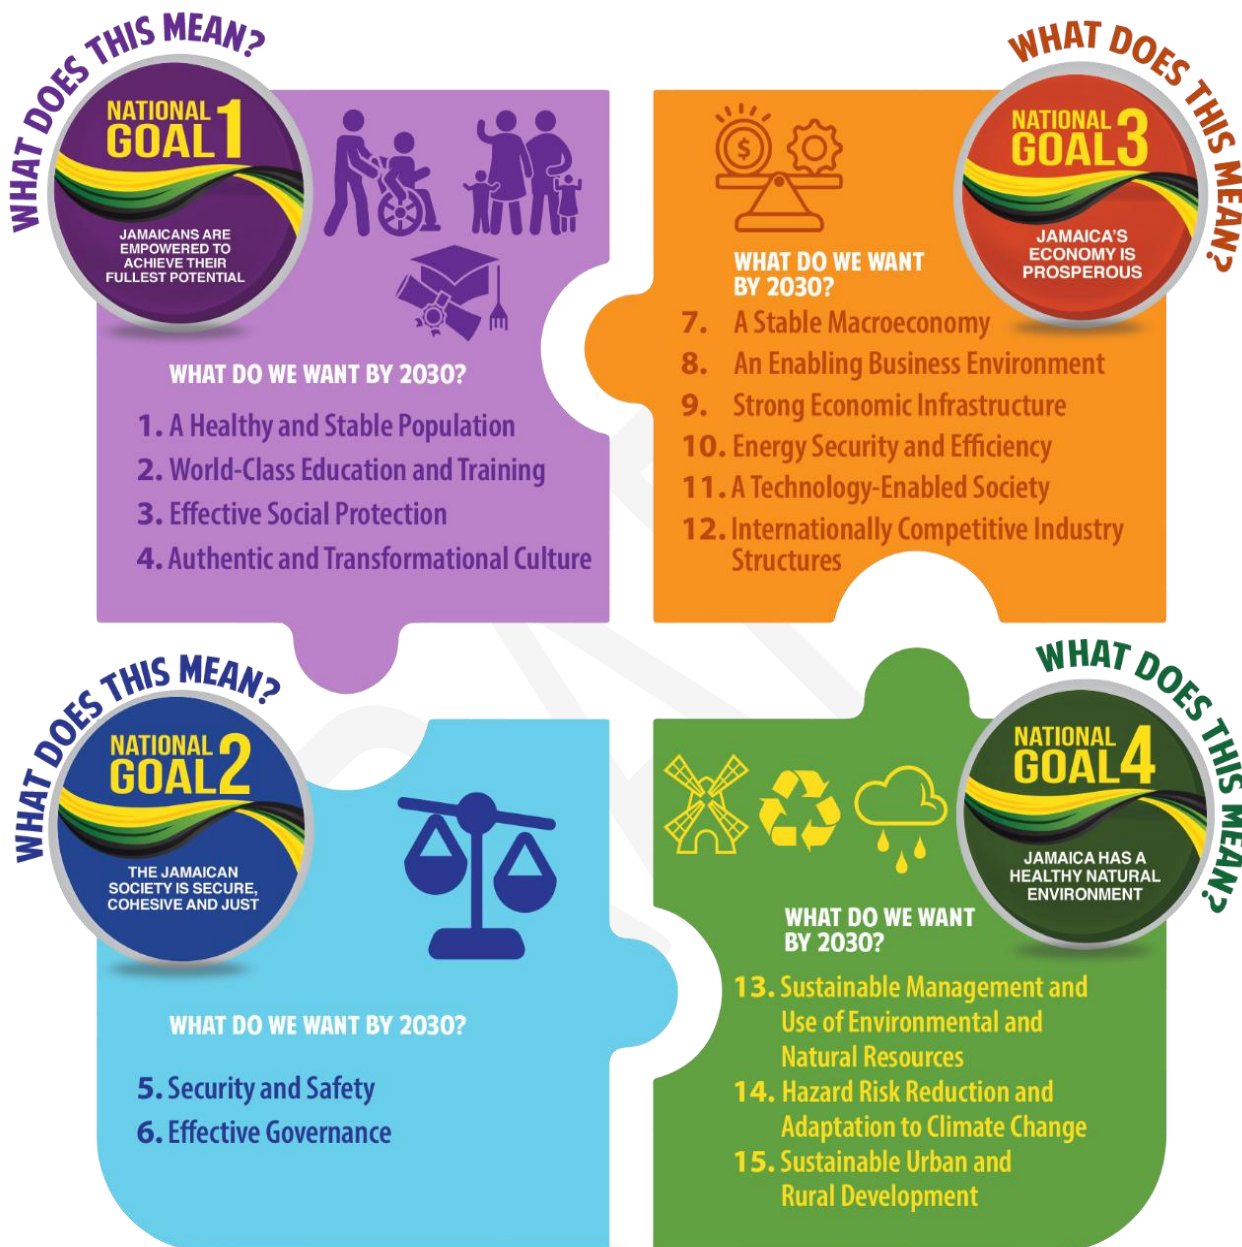 WHAT DOES THIS MEAN?
NATIONAL
GOAL 1
JAMAICANS ARE
EMPOWERED TO
ACHIEVE THEIR
FULLEST POTENTIAL
WHAT DO WE WANT BY 2030?
1. A Healthy and Stable Population
2. World-Class Education and Training
3. Effective Social Protection
4. Authentic and Transformational Culture
WHAT DOES THIS MEAN?
NATIONAL
GOAL 2
THE JAMAICAN
SOCIETY IS SECURE,
COHESIVE AND JUST
WHAT DO WE WANT BY 2030?
5. Security and Safety
6. Effective Governance
WHAT DOES THIS MEAN?
NATIONAL
GOAL 3
JAMAICA'S
ECONOMY IS
PROSPEROUS
$
WHAT DO WE WANT
BY 2030?
7. A Stable Macroeconomy
8. An Enabling Business Environment
9. Strong Economic Infrastructure
10. Energy Security and Efficiency
11. A Technology-Enabled Society
12. Internationally Competitive Industry
Structures
WHAT DOES THIS MEAN?
NATIONAL
GOAL 4
JAMAICA HAS A
HEALTHY NATURAL
ENVIRONMENT
WHAT DO WE WANT
BY 2030?
13. Sustainable Management and
Use of Environmental and
Natural Resources
14. Hazard Risk Reduction and
Adaptation to Climate Change
15. Sustainable Urban and
Rural Development